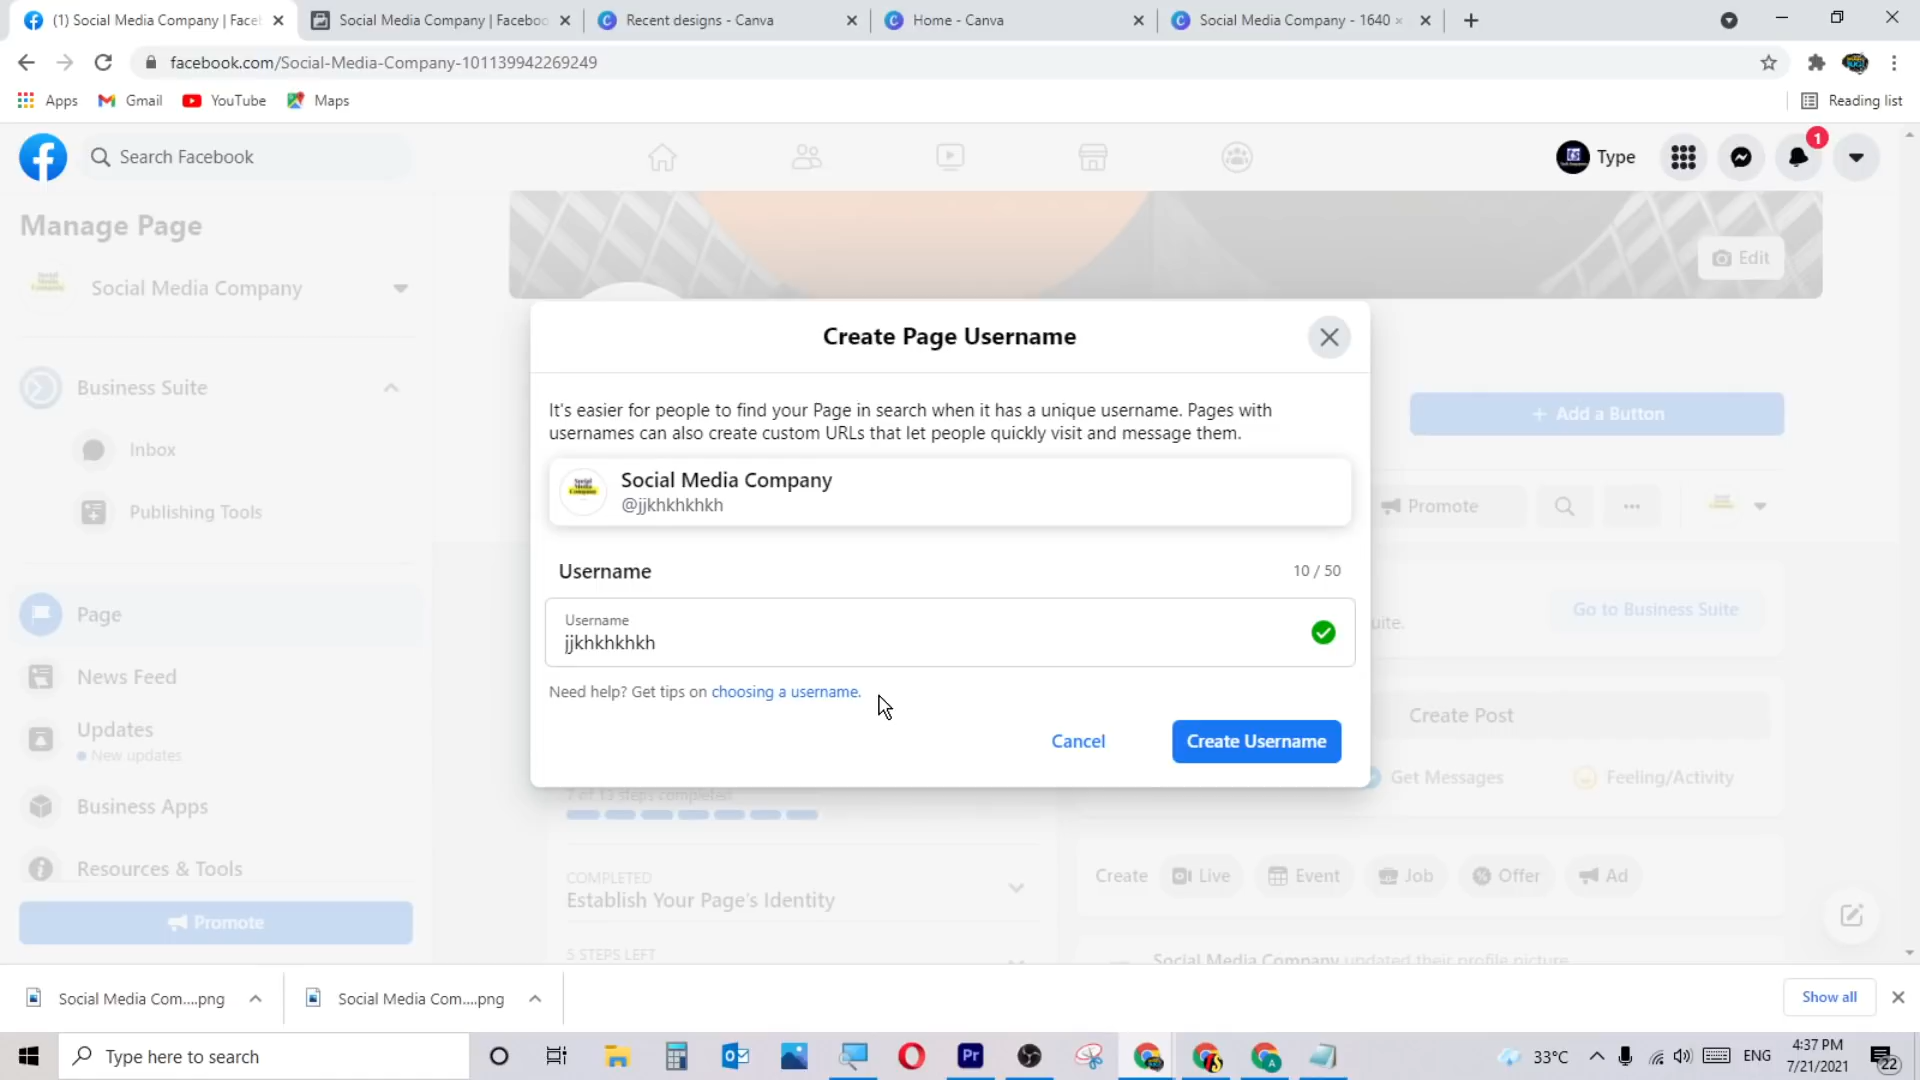 (1) Social Media Company | Face
Social Media Company | Faceboo
Recent designs - Canva
Home - Canva
Social Media Company - 1640 ×
facebook.com/Social-Media-Company-101139942269249
Apps
Gmail
YouTube
Maps
Reading list
Search Facebook
Type
1
Manage Page
Social Media Company
Edit
Business Suite
Inbox
Publishing Tools
Page
News Feed
Updates
New updates
Business Apps
Resources & Tools
Promote
Create Page Username
It's easier for people to find your Page in search when it has a unique username. Pages with
usernames can also create custom URLs that let people quickly visit and message them.
Social Media Company
@jjkhkhkhkh
Username
10 / 50
Username
jjkhkhkhkh
Need help? Get tips on choosing a username.
Cancel
Create Username
+ Add a Button
Promote
Go to Business Suite
uite.
Create Post
Get Messages
Feeling/Activity
7 of 13 steps completed
COMPLETED
Establish Your Page's Identity
5 STEPS LEFT
Create
Live
Event
Job
Offer
Ad
Social Media Company updated their profile picture
Social Media Com....png
Social Media Com....png
Show all
Type here to search
Pr
33°C
ENG
4:37 PM
7/21/2021
22